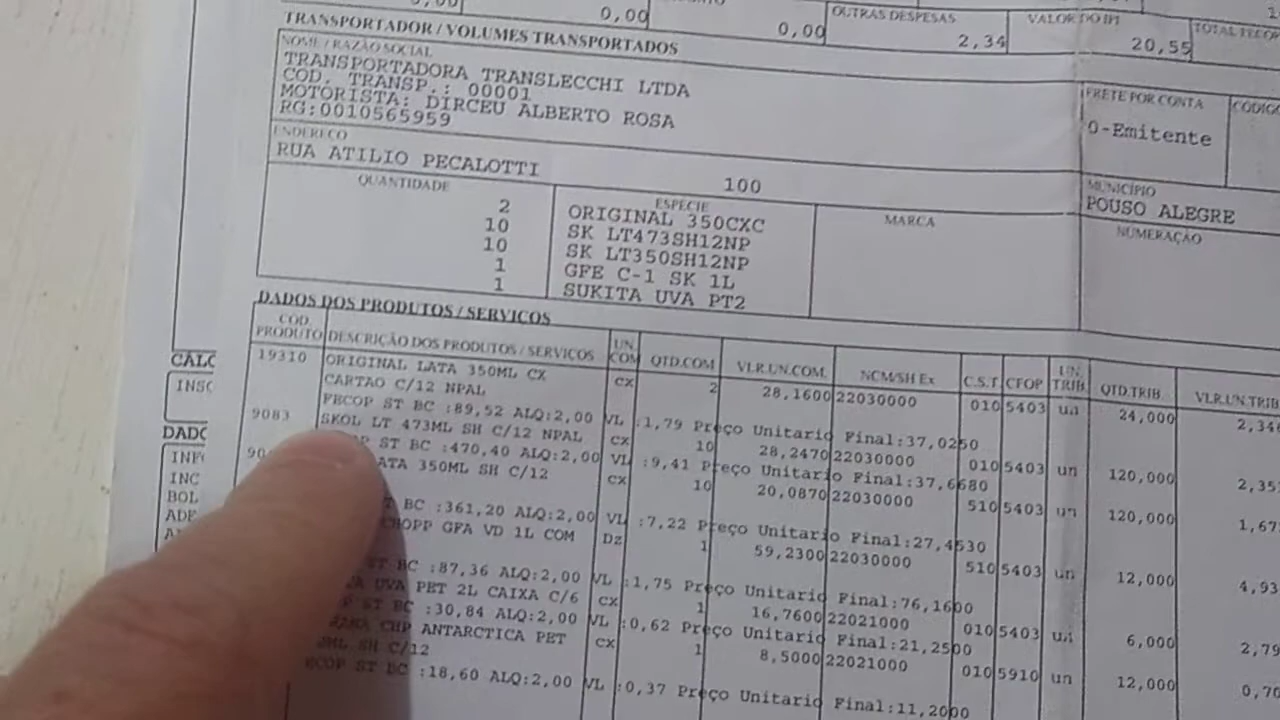 0,00
0,00
0,00
OUTRAS DESPESAS
2,34
VALOR DO IPI
20,55
TRANSPORTADOR / VOLUMES TRANSPORTADOS
NOME / RAZÃO SOCIAL
TRANSPORTADORA TRANSLECCHI LTDA
COD. TRANSP.: 00001
MOTORISTA: DIRCEU ALBERTO ROSA
RG:0010565959
FRETE POR CONTA
0-Emitente
ENDEREÇO
RUA ATILIO PECALOTTI 100
MUNICÍPIO
POUSO ALEGRE
QUANTIDADE ESPÉCIE MARCA NUMERAÇÃO
2 ORIGINAL 350CXC
10 SK LT473SH12NP
10 SK LT350SH12NP
1 GFE C-1 SK 1L
1 SUKITA UVA PT2
DADOS DOS PRODUTOS / SERVIÇOS
CÓD. PRODUTO DESCRIÇÃO DOS PRODUTOS / SERVIÇOS UN. COM QTD.COM VLR.UN.COM. NCM/SH Ex C.S.T. CFOP UN. TRIB. QTD.TRIB. VLR.UN.TRIB
19310 ORIGINAL LATA 350ML CX cx 2 28,1600 22030000 010 5403 un 24,000
CARTAO C/12 NPAL
FECOP ST BC :89,52 ALQ:2,00 VL :1,79 Preço Unitario Final:37,0250
9083 SKOL LT 473ML SH C/12 NPAL cx 10 28,2470 22030000 010 5403 un 120,000
ST BC :470,40 ALQ:2,00 VL :9,41 Preço Unitario Final:37,6680
350ML SH C/12 cx 10 20,0870 22030000 510 5403 un 120,000
BC :361,20 ALQ:2,00 VL :7,22 Preço Unitario Final:27,4530
CHOPP GFA VD 1L COM Dz 1 59,2300 22030000 510 5403 un 12,000
ST BC :87,36 ALQ:2,00 VL :1,75 Preço Unitario Final:76,1600
UVA PET 2L CAIXA C/6 cx 1 16,7600 22021000 010 5403 un 6,000
ST BC :30,84 ALQ:2,00 VL :0,62 Preço Unitario Final:21,2500
CHP ANTARCTICA PET cx 1 8,5000 22021000 010 5910 un 12,000
SH C/12
ST BC :18,60 ALQ:2,00 VL :0,37 Preço Unitario Final:11,2000